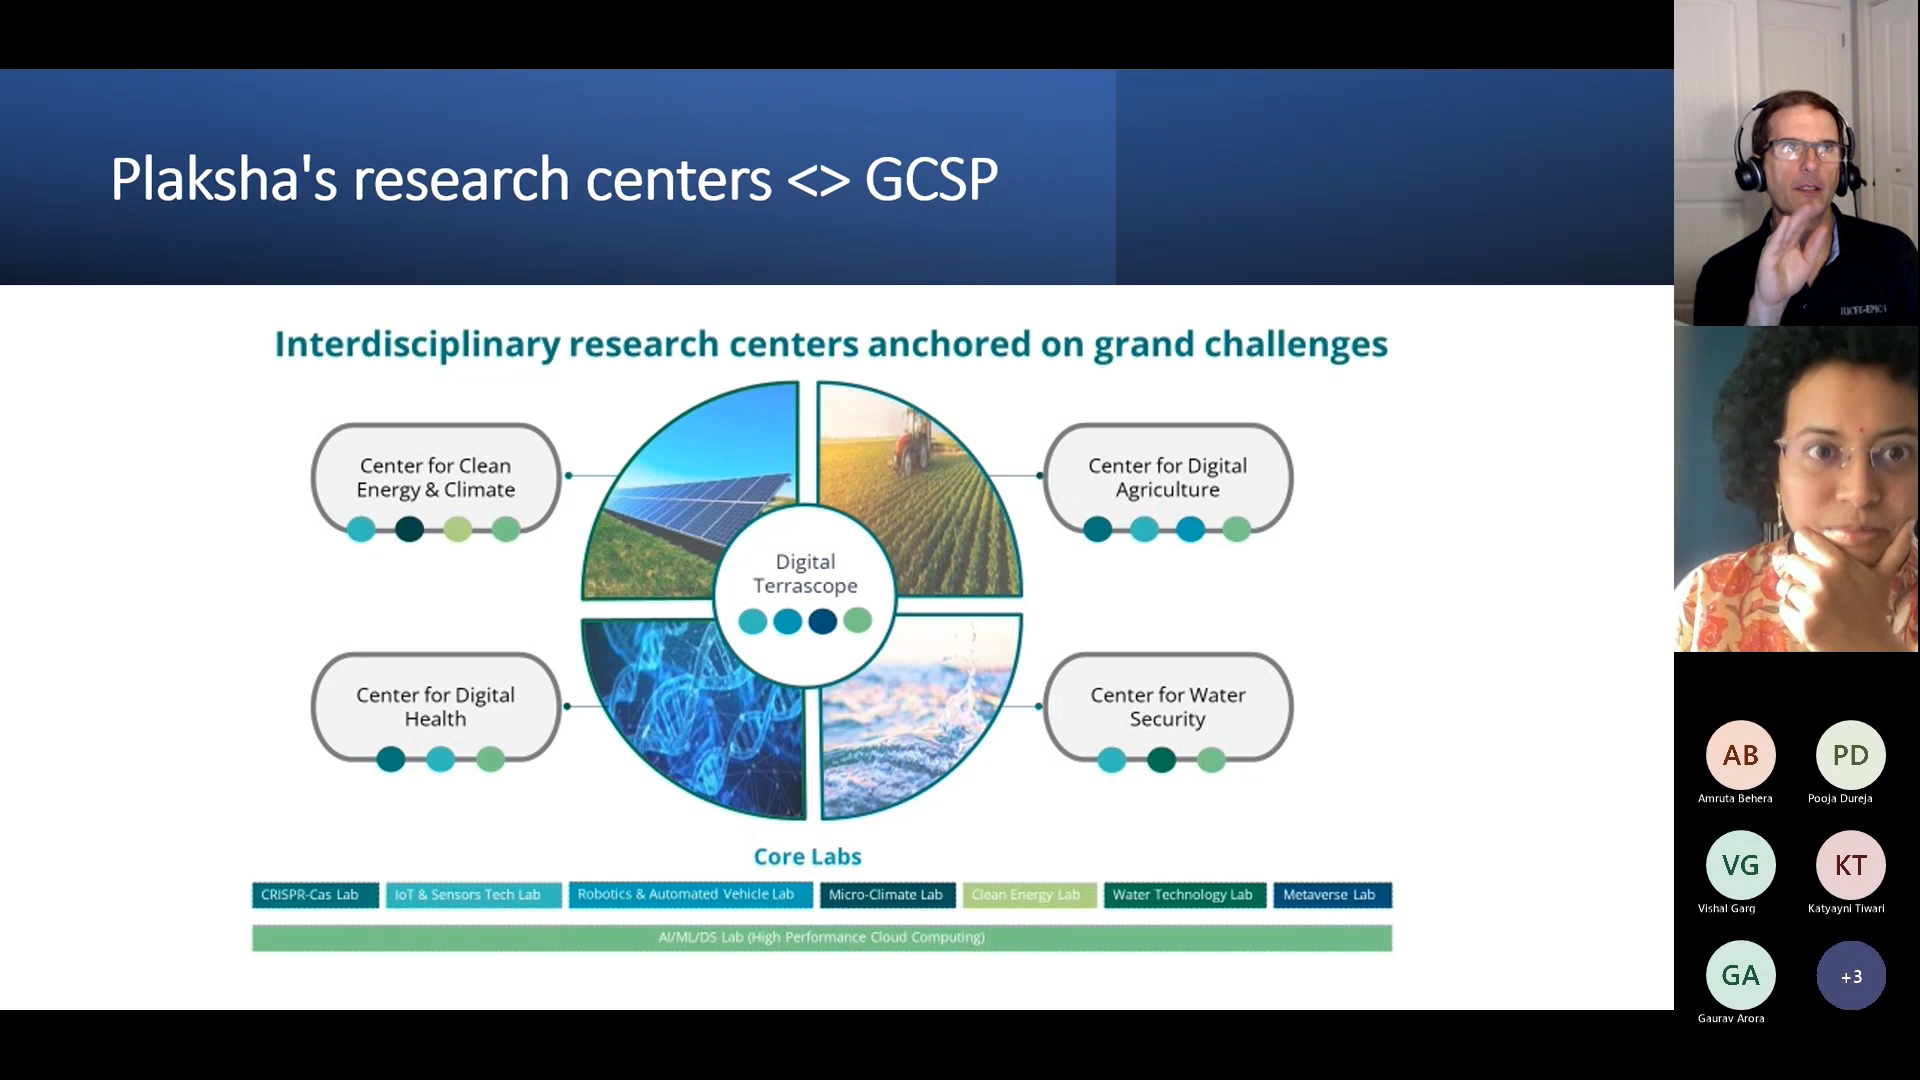 Plaksha's research centers <> GCSP
Interdisciplinary research centers anchored on grand challenges
Center for Clean
Energy & Climate
Center for Digital
Agriculture
Digital
Terrascope
Center for Digital
Health
Center for Water
Security
Core Labs
CRISPR-Cas Lab
IoT & Sensors Tech Lab
Robotics & Automated Vehicle Lab
Micro-Climate Lab
Clean Energy Lab
Water Technology Lab
Metaverse Lab
AI/ML/DS Lab (High Performance Cloud Computing)
AB
Amruta Behera
PD
Pooja Dureja
VG
Vishal Garg
KT
Katyayni Tiwari
GA
Gaurav Arora
+3